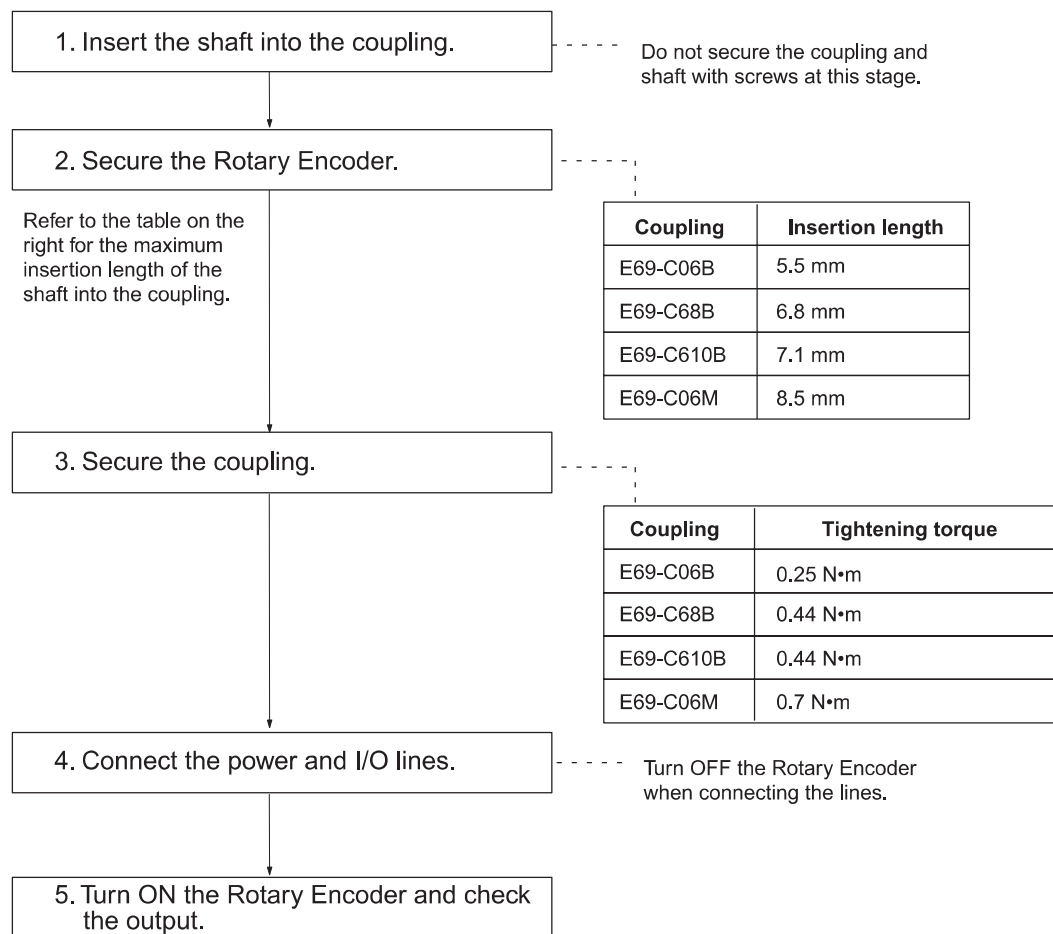 1. Insert the shaft into the coupling.
Do not secure the coupling and
shaft with screws at this stage.
2. Secure the Rotary Encoder.
Refer to the table on the
right for the maximum
insertion length of the
shaft into the coupling.
Coupling Insertion length
E69-C06B 5.5 mm
E69-C68B 6.8 mm
E69-C610B 7.1 mm
E69-C06M 8.5 mm
3. Secure the coupling.
Coupling Tightening torque
E69-C06B 0.25 N•m
E69-C68B 0.44 N•m
E69-C610B 0.44 N•m
E69-C06M 0.7 N•m
4. Connect the power and I/O lines.
Turn OFF the Rotary Encoder
when connecting the lines.
5. Turn ON the Rotary Encoder and check
the output.